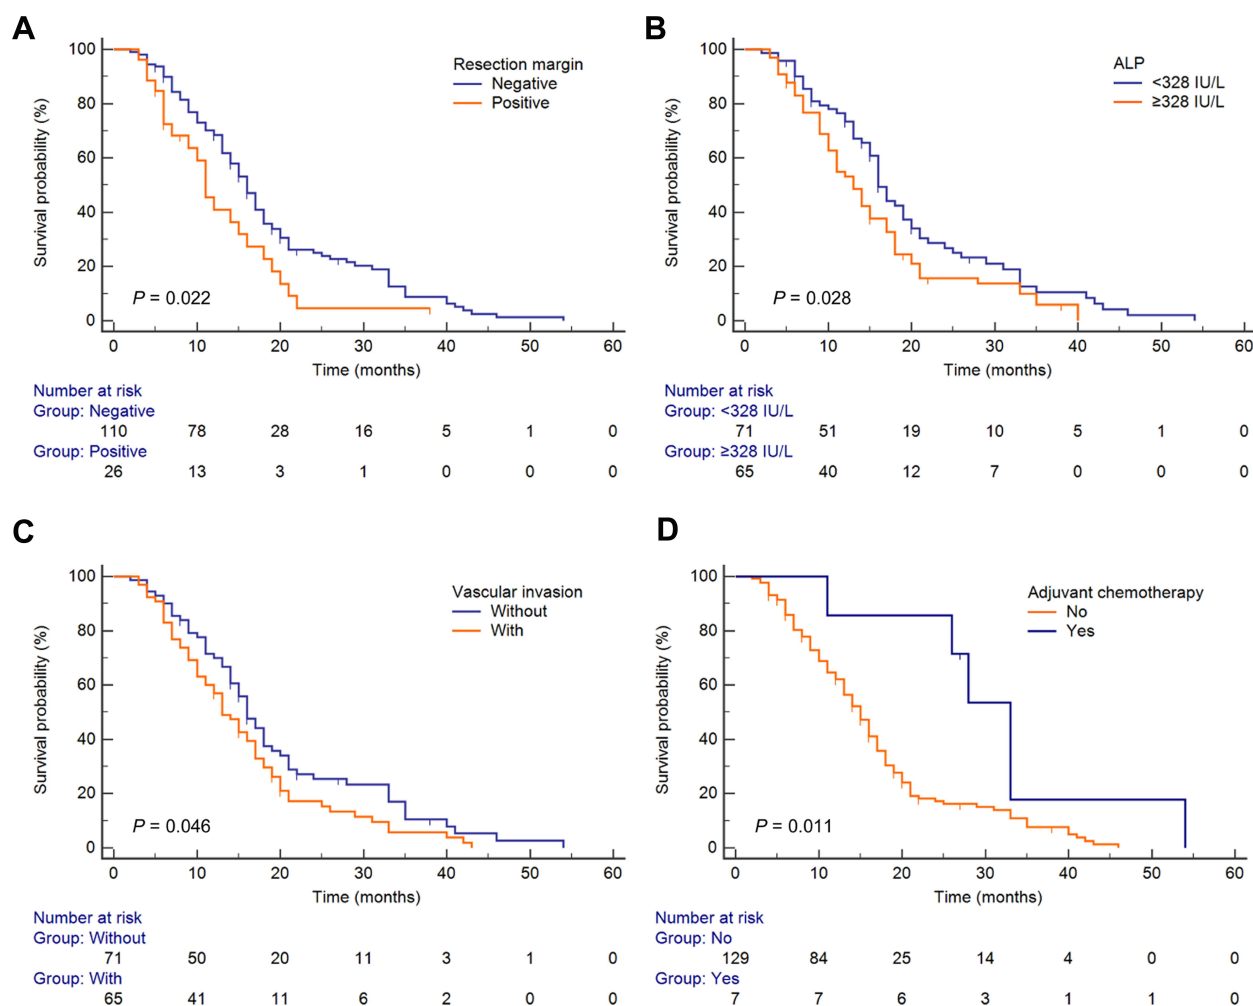 A
Resection margin
Negative
Positive
Survival probability (%)
100
80
60
40
20
0
P = 0.022
0 10 20 30 40 50 60
Time (months)
Number at risk
Group: Negative
110 78 28 16 5 1 0
Group: Positive
26 13 3 1 0 0 0
B
ALP
<328 IU/L
≥328 IU/L
Survival probability (%)
100
80
60
40
20
0
P = 0.028
0 10 20 30 40 50 60
Time (months)
Number at risk
Group: <328 IU/L
71 51 19 10 5 1 0
Group: ≥328 IU/L
65 40 12 7 0 0 0
C
Vascular invasion
Without
With
Survival probability (%)
100
80
60
40
20
0
P = 0.046
0 10 20 30 40 50 60
Time (months)
Number at risk
Group: Without
71 50 20 11 3 1 0
Group: With
65 41 11 6 2 0 0
D
Adjuvant chemotherapy
No
Yes
Survival probability (%)
100
80
60
40
20
0
P = 0.011
0 10 20 30 40 50 60
Time (months)
Number at risk
Group: No
129 84 25 14 4 0 0
Group: Yes
7 7 6 3 1 1 0